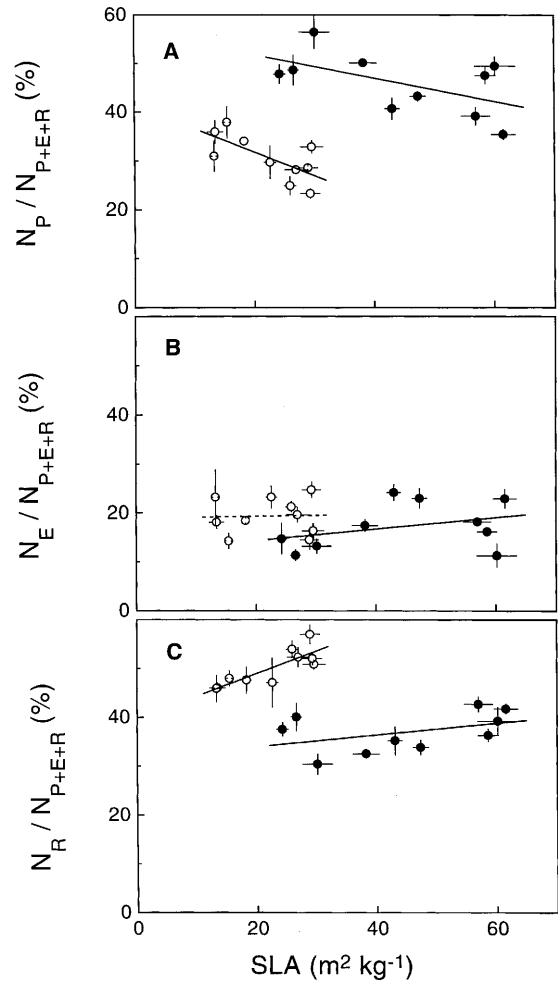 60
A
40
20
0
N_P / N_P+E+R (%)
B
40
20
0
N_E / N_P+E+R (%)
C
40
20
0
N_R / N_P+E+R (%)
0 20 40 60
SLA (m² kg⁻¹)